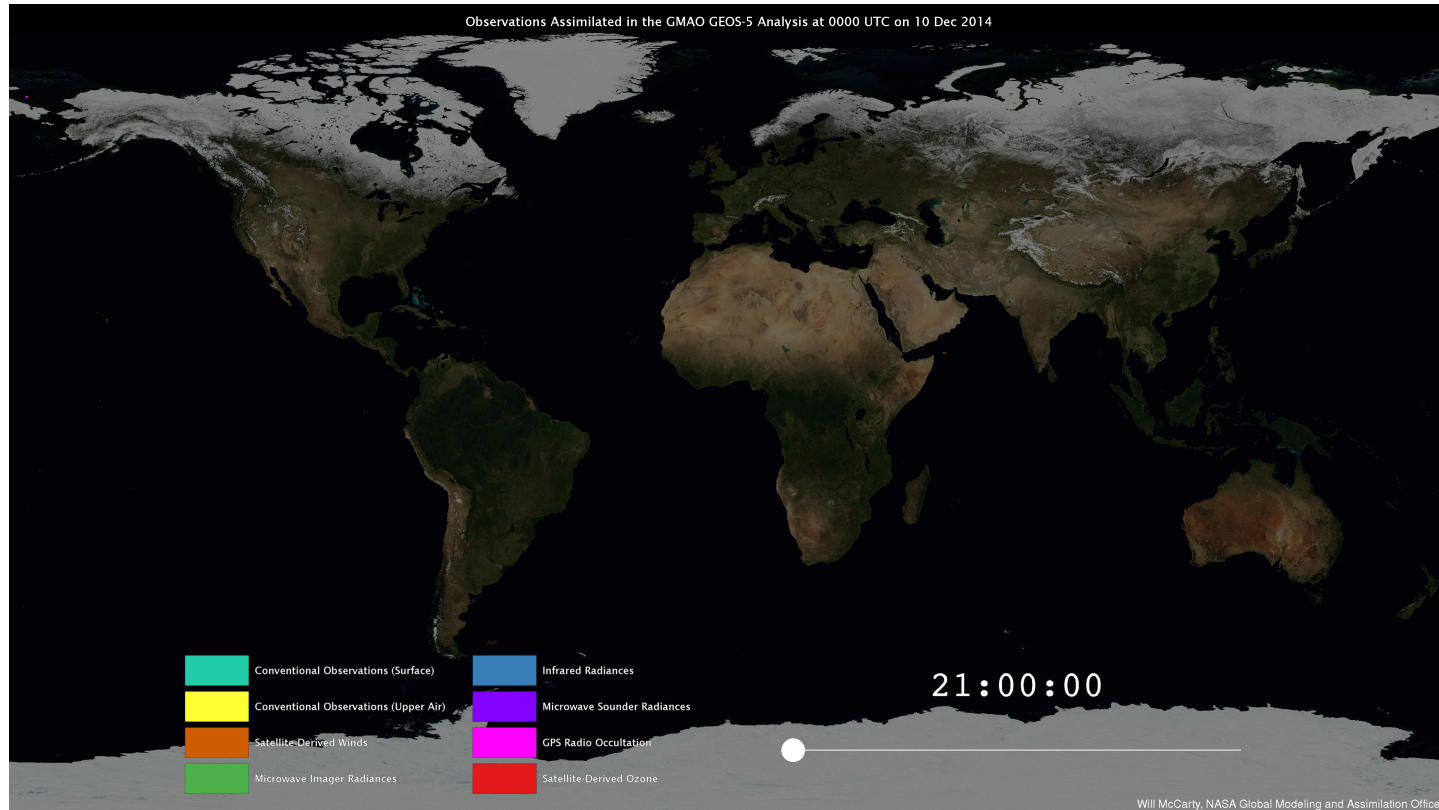 Observations Assimilated in the GMAO GEOS-5 Analysis at 0000 UTC on 10 Dec 2014
Conventional Observations (Surface)
Conventional Observations (Upper Air)
Satellite-Derived Winds
Microwave Imager Radiances
Infrared Radiances
Microwave Sounder Radiances
GPS Radio Occultation
Satellite-Derived Ozone
21:00:00
Will McCarty, NASA Global Modeling and Assimilation Office